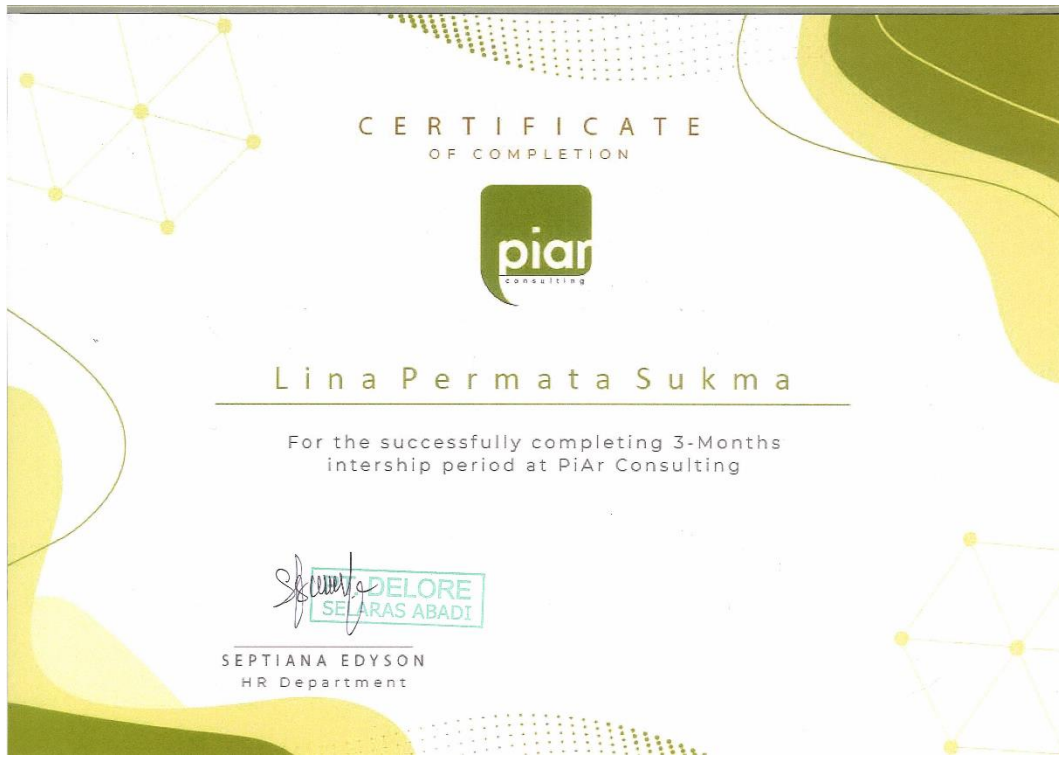 CERTIFICATE
OF COMPLETION
piar
consulting
Lina Permata Sukma
For the successfully completing 3-Months
intership period at PiAr Consulting
PT. DELORE
SELARAS ABADI
SEPTIANA EDYSON
HR Department